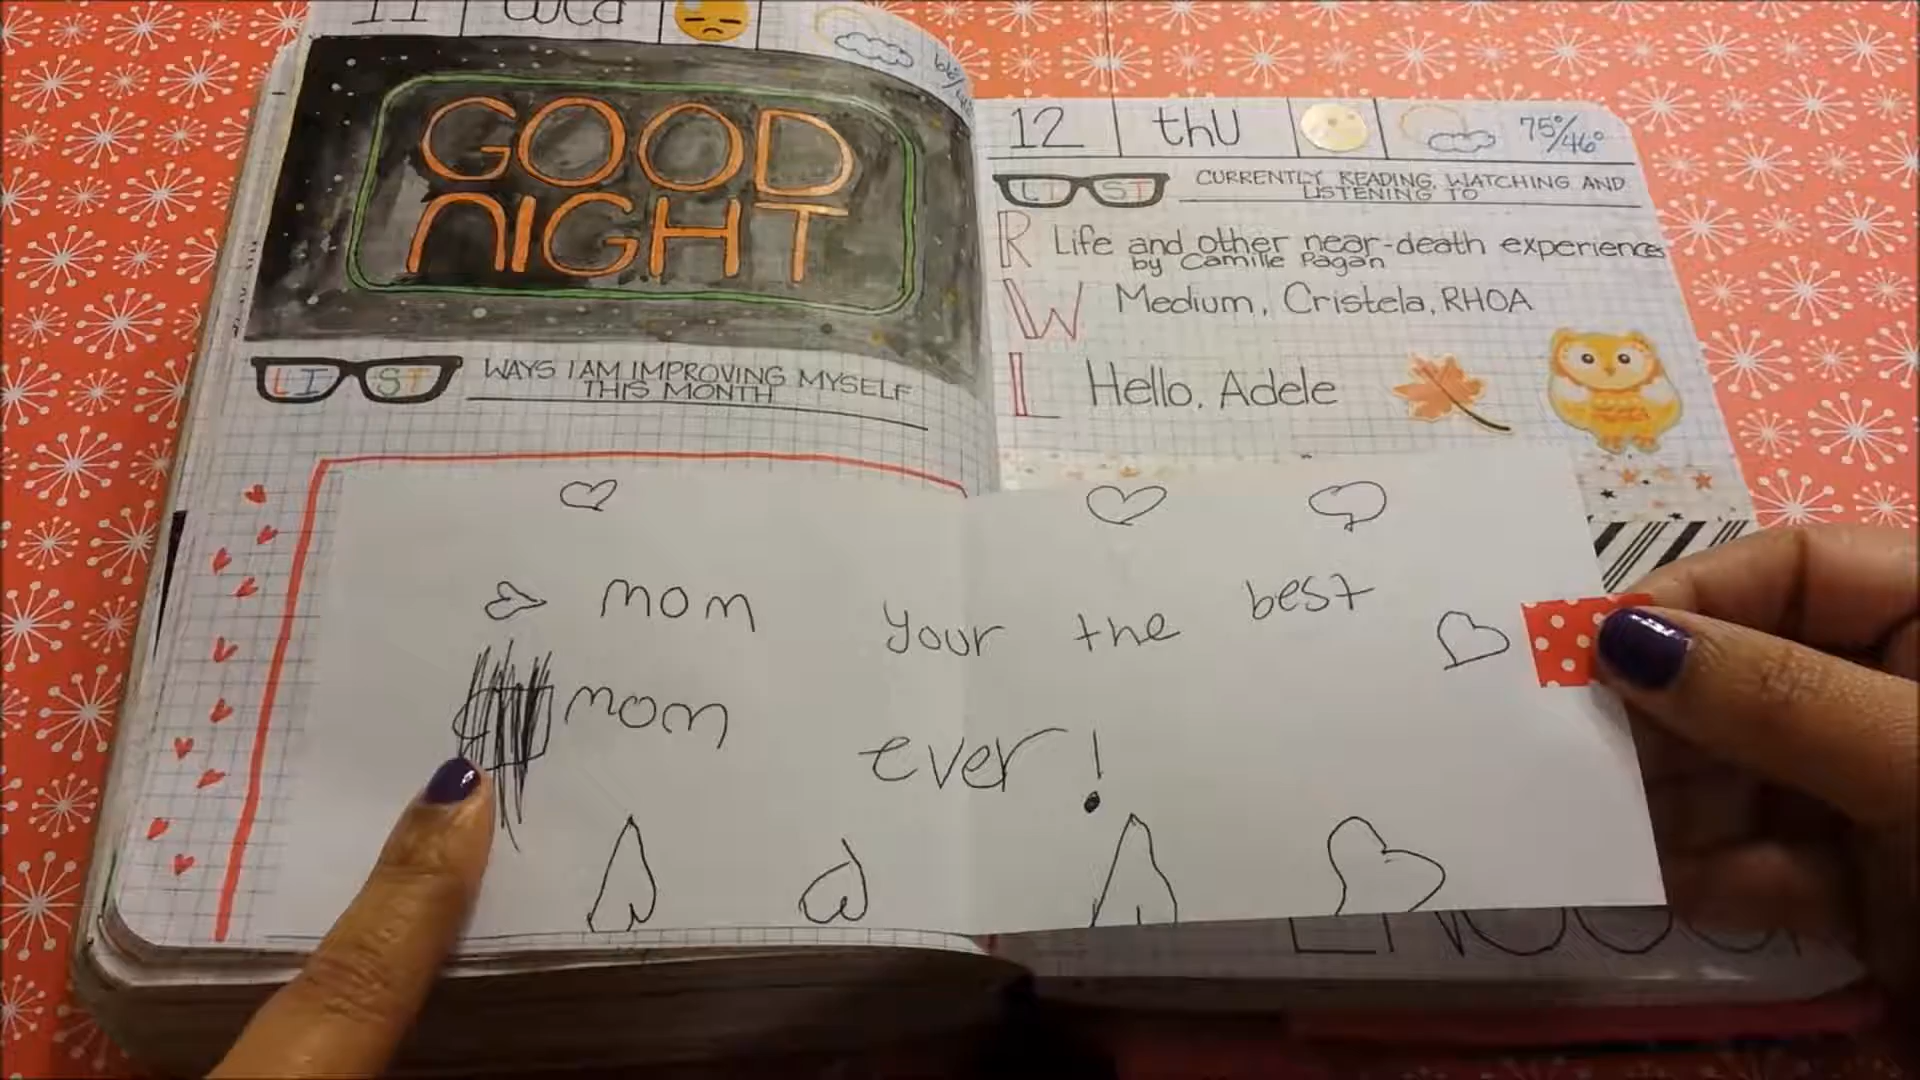 11 wed
GOOD
NIGHT
LIST WAYS I AM IMPROVING MYSELF
THIS MONTH
12 thU 75°/46°
LIST CURRENTLY READING, WATCHING AND
LISTENING TO
R Life and other near-death experiences
by Camille Pagan
W Medium, Cristela, RHOA
L Hello, Adele
mom your the best
mom ever!